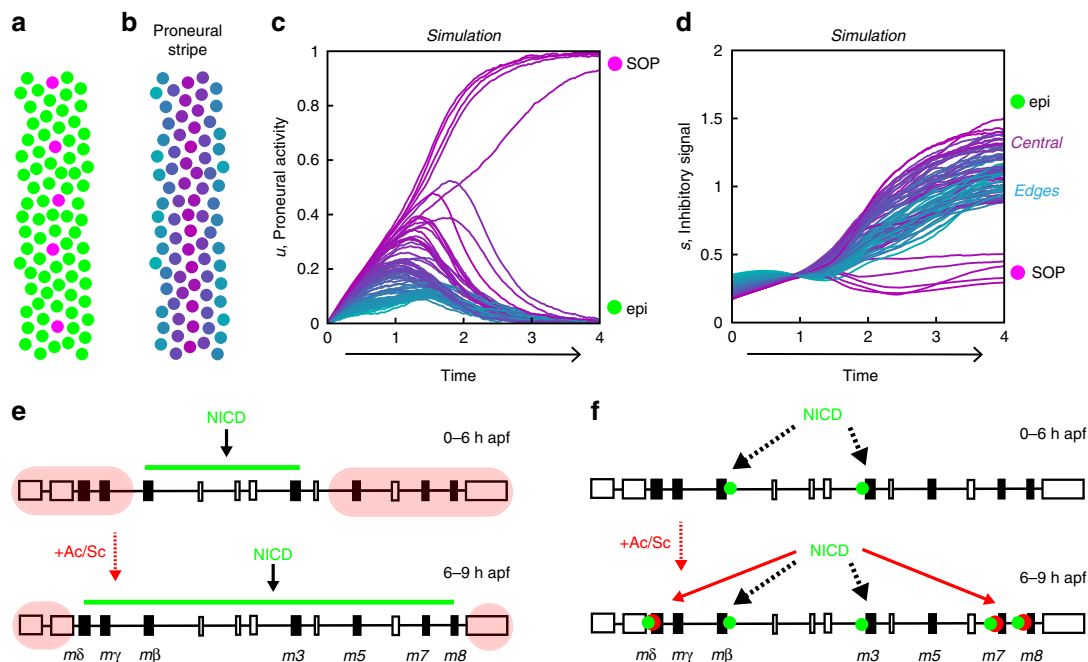 a
b
Proneural
stripe
c
Simulation
u, Proneural activity
1
0.8
0.6
0.4
0.2
0
0
1
2
3
4
Time
SOP
epi
d
Simulation
s, Inhibitory signal
2
1.5
1
0.5
0
0
1
2
3
4
Time
epi
Central
Edges
SOP
e
NICD
0–6 h apf
+Ac/Sc
NICD
6–9 h apf
mδ mγ mβ m3 m5 m7 m8
f
NICD
0–6 h apf
+Ac/Sc
NICD
6–9 h apf
mδ mγ mβ m3 m5 m7 m8